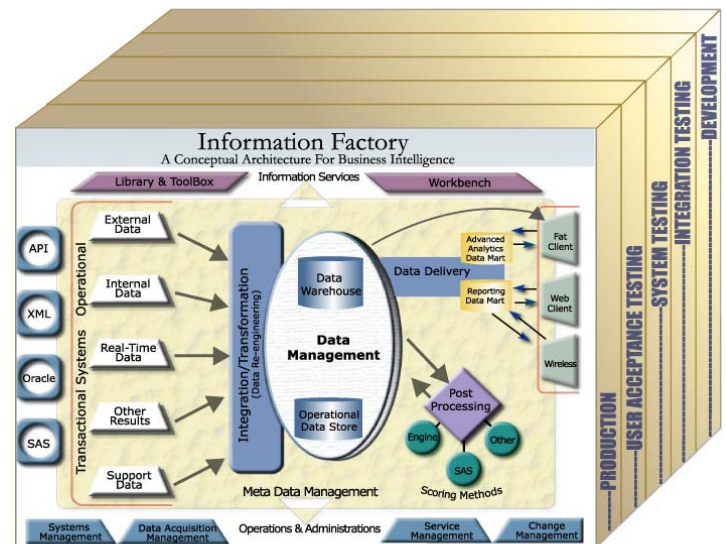 Information Factory
A Conceptual Architecture For Business Intelligence
Library & ToolBox
Information Services
Workbench
API
XML
Oracle
SAS
Transactional Systems
Operational
External
Data
Internal
Data
Real-Time
Data
Other
Results
Support
Data
Integration/Transformation
(Data Re-engineering)
Data
Warehouse
Data
Management
Operational
Data Store
Data Delivery
Advanced
Analytics
Data Mart
Reporting
Data Mart
Fat
Client
Web
Client
Wireless
Post
Processing
Engine
SAS
Other
Scoring Methods
Meta Data Management
Systems
Management
Data Acquisition
Management
Operations & Administrations
Service
Management
Change
Management
PRODUCTION
USER ACCEPTANCE TESTING
SYSTEM TESTING
INTEGRATION TESTING
DEVELOPMENT